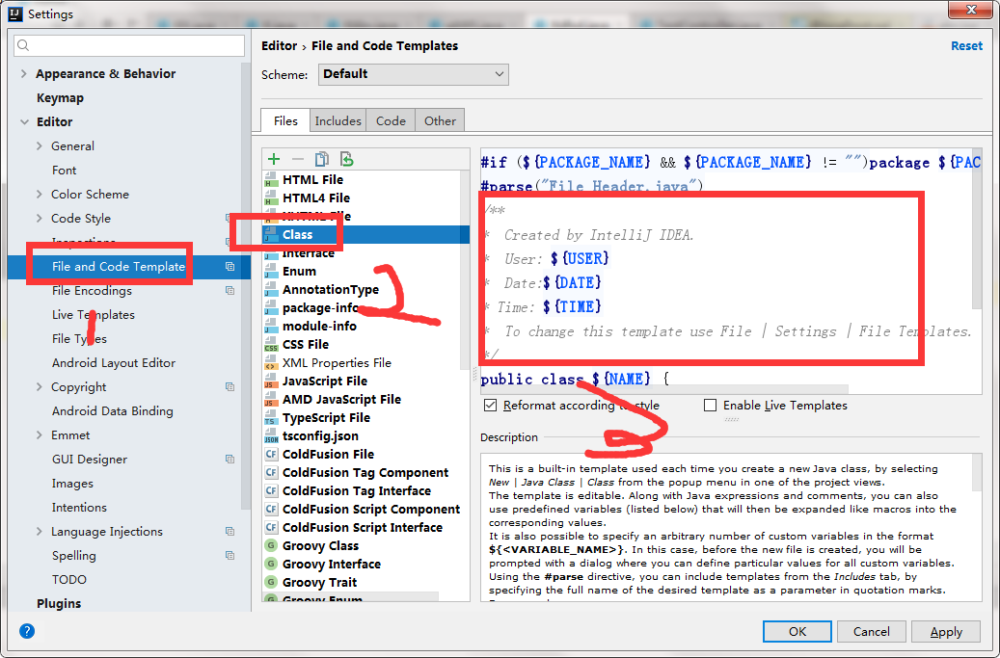 Settings
Editor › File and Code Templates
Reset
Scheme:
Default
Appearance & Behavior
Keymap
Editor
General
Font
Color Scheme
Code Style
Inspections
File and Code Template
File Encodings
Live Templates
File Types
Android Layout Editor
Copyright
Android Data Binding
Emmet
GUI Designer
Images
Intentions
Language Injections
Spelling
TODO
Plugins
1
Files
Includes
Code
Other
HTML File
HTML4 File
XHTML File
Class
Interface
Enum
AnnotationType
package-info
module-info
CSS File
XML Properties File
JavaScript File
AMD JavaScript File
TypeScript File
tsconfig.json
ColdFusion File
ColdFusion Tag Component
ColdFusion Tag Interface
ColdFusion Script Component
ColdFusion Script Interface
Groovy Class
Groovy Interface
Groovy Trait
Groovy Enum
2
#if (${PACKAGE_NAME} && ${PACKAGE_NAME} != "")package ${PAC
#parse("File Header.java")
/**
* Created by IntelliJ IDEA.
* User: ${USER}
* Date:${DATE}
* Time: ${TIME}
* To change this template use File | Settings | File Templates.
*/
public class ${NAME} {
3
Reformat according to style
Enable Live Templates
Description
This is a built-in template used each time you create a new Java class, by selecting
New | Java Class | Class from the popup menu in one of the project views.
The template is editable. Along with Java expressions and comments, you can also
use predefined variables (listed below) that will then be expanded like macros into the
corresponding values.
It is also possible to specify an arbitrary number of custom variables in the format
${<VARIABLE_NAME>}. In this case, before the new file is created, you will be
prompted with a dialog where you can define particular values for all custom variables.
Using the #parse directive, you can include templates from the Includes tab, by
specifying the full name of the desired template as a parameter in quotation marks.
OK
Cancel
Apply